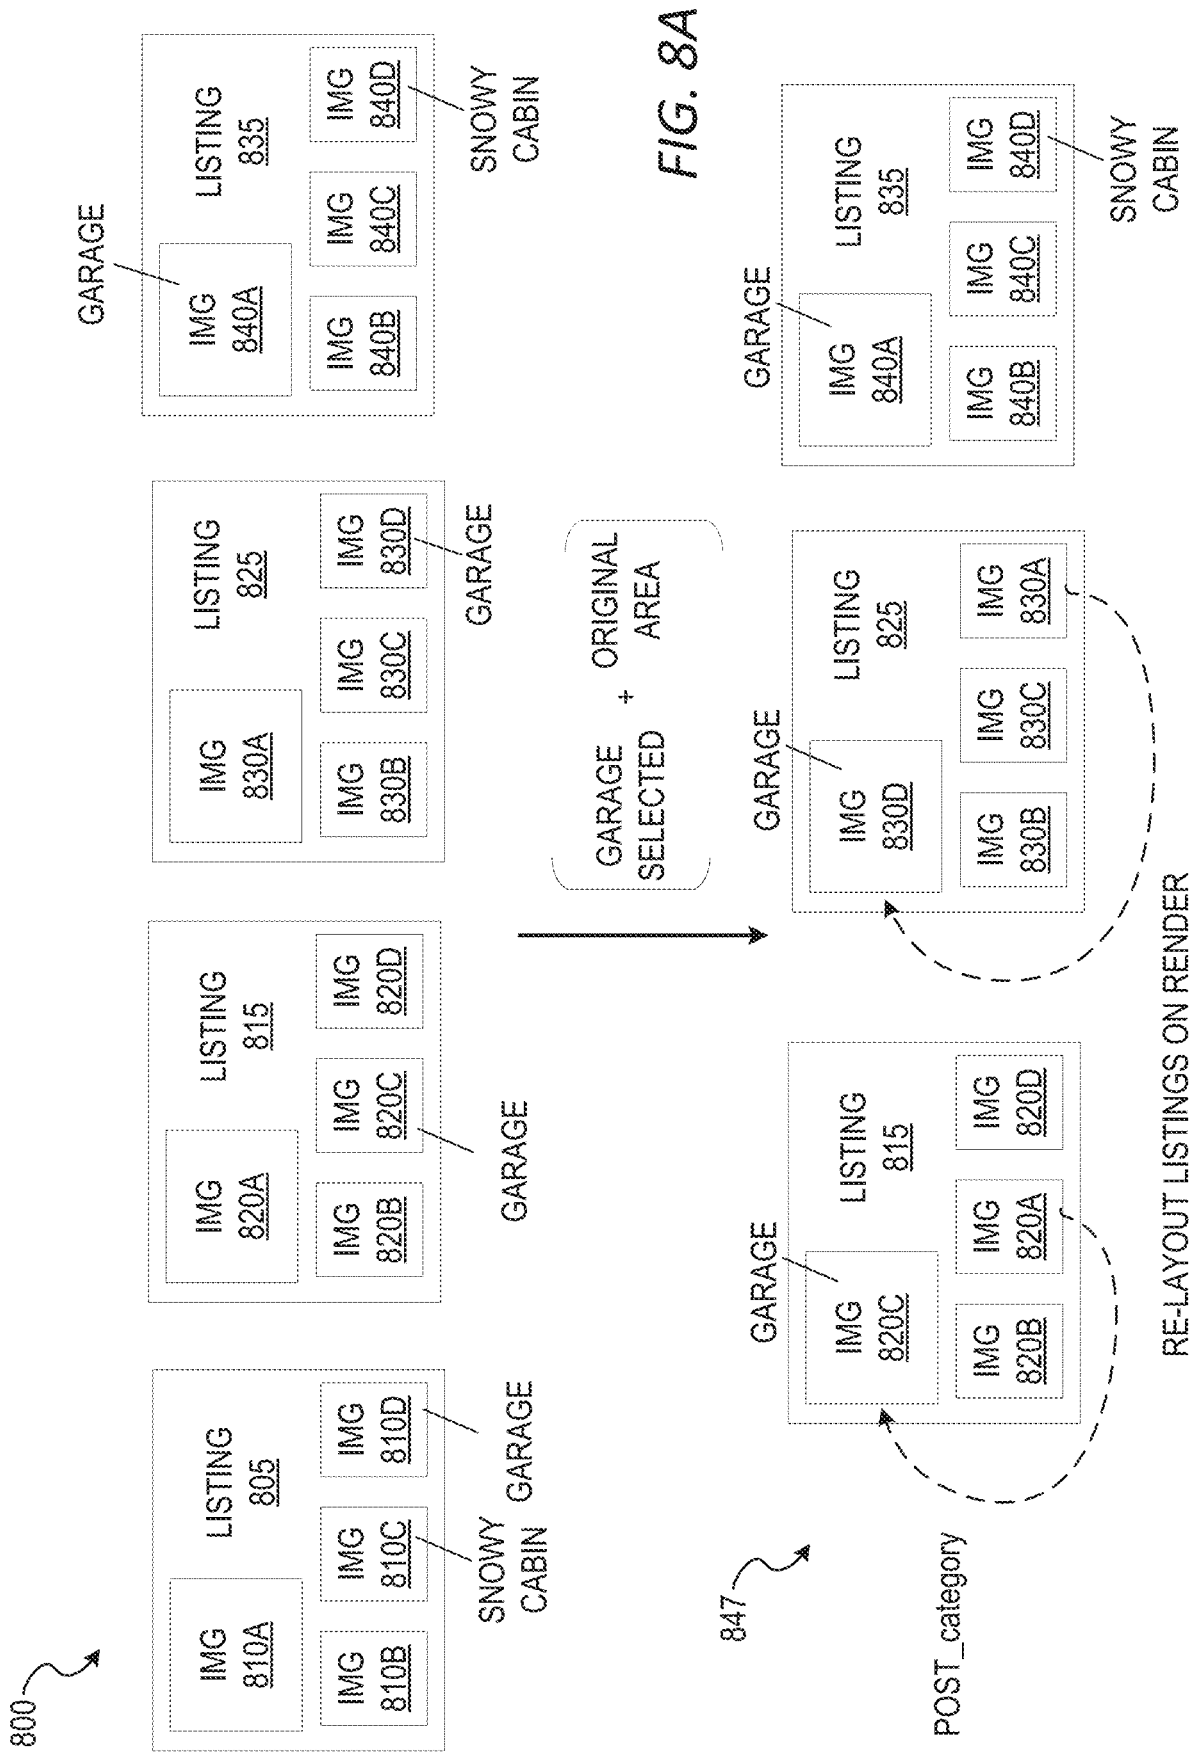 800
LISTING
805
IMG
810A
IMG
810B
IMG
810C
IMG
810D
SNOWY
CABIN
GARAGE
LISTING
815
IMG
820A
IMG
820B
IMG
820C
IMG
820D
GARAGE
LISTING
825
IMG
830A
IMG
830B
IMG
830C
IMG
830D
GARAGE
GARAGE
LISTING
835
IMG
840A
IMG
840B
IMG
840C
IMG
840D
SNOWY
CABIN
GARAGE
SELECTED
+
ORIGINAL
AREA
FIG. 8A
847
POST_category
GARAGE
LISTING
815
IMG
820C
IMG
820B
IMG
820A
IMG
820D
GARAGE
LISTING
825
IMG
830D
IMG
830B
IMG
830C
IMG
830A
GARAGE
LISTING
835
IMG
840A
IMG
840B
IMG
840C
IMG
840D
SNOWY
CABIN
RE-LAYOUT LISTINGS ON RENDER